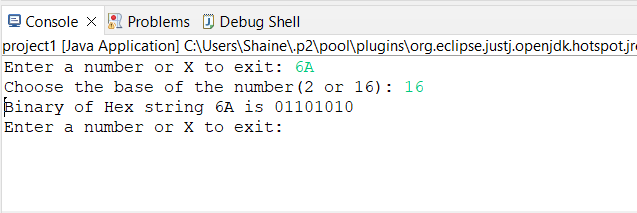 Console Problems Debug Shell
project1 [Java Application] C:\Users\Shaine\.p2\pool\plugins\org.eclipse.justj.openjdk.hotspot.jr
Enter a number or X to exit: 6A
Choose the base of the number(2 or 16): 16
Binary of Hex string 6A is 01101010
Enter a number or X to exit: